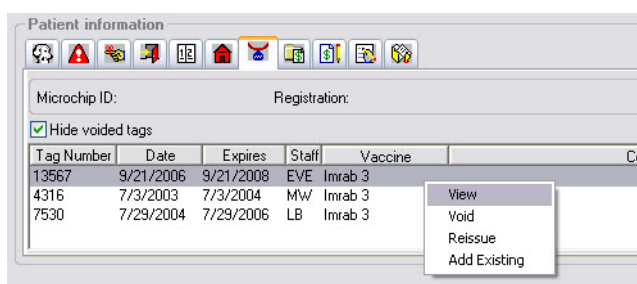 Patient information
Microchip ID: Registration:
Hide voided tags
Tag Number Date Expires Staff Vaccine
13567 9/21/2006 9/21/2008 EVE Imrab 3
4316 7/3/2003 7/3/2004 MW Imrab 3
7530 7/29/2004 7/29/2006 LB Imrab 3
View
Void
Reissue
Add Existing